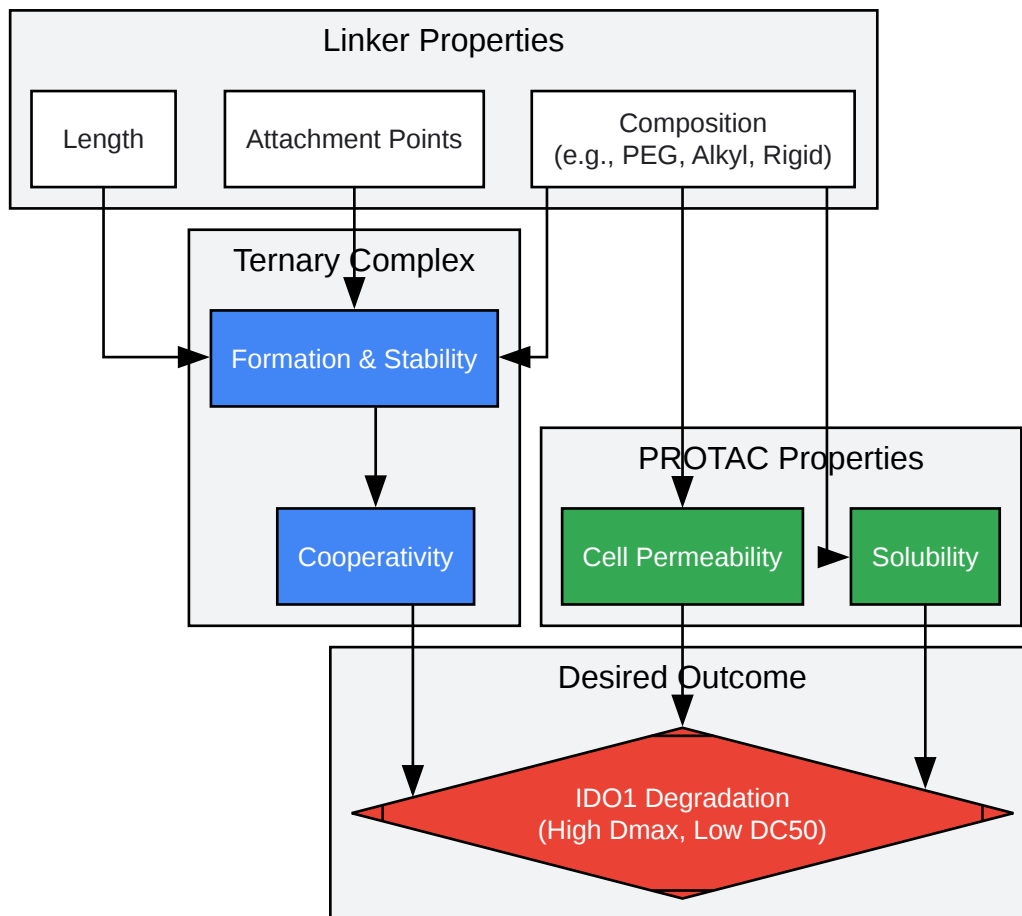 Linker Properties
Length
Attachment Points
Composition
(e.g., PEG, Alkyl, Rigid)
Ternary Complex
Formation & Stability
Cooperativity
PROTAC Properties
Cell Permeability
Solubility
Desired Outcome
IDO1 Degradation
(High Dmax, Low DC50)